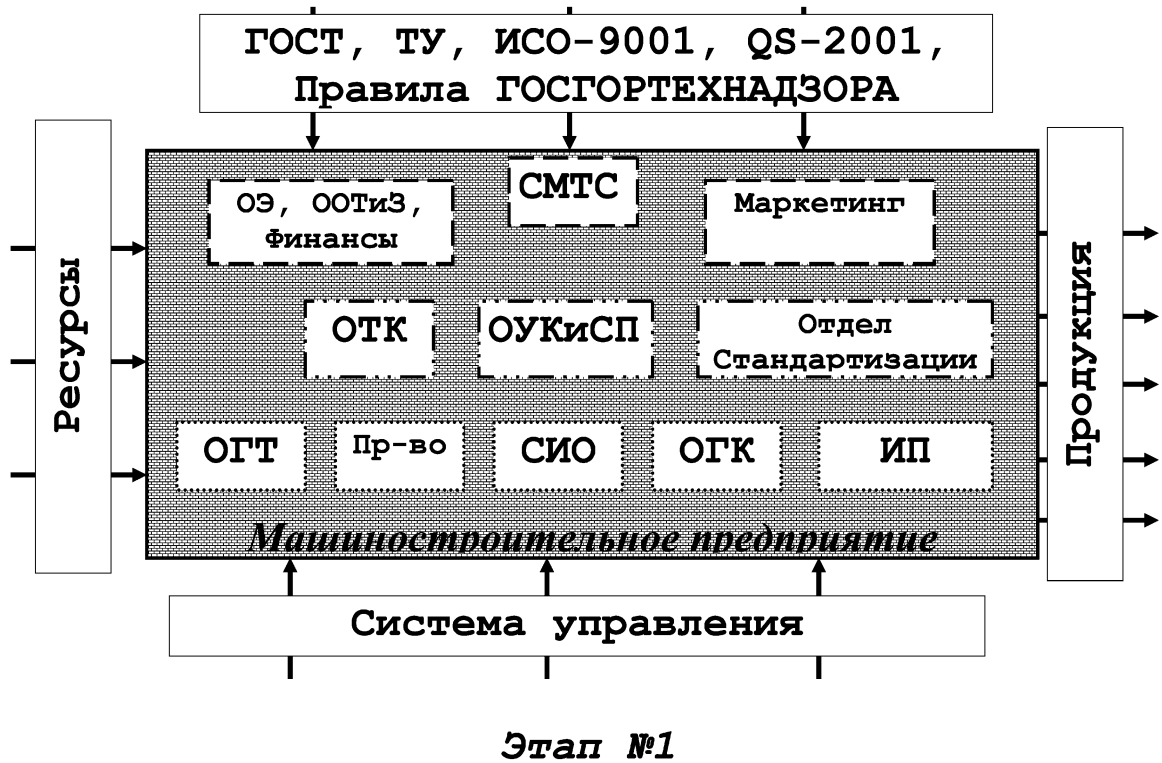 ГОСТ, ТУ, ИСО-9001, QS-2001,
Правила ГОСГОРТЕХНАДЗОРА
Ресурсы
ОЭ, ООТиЗ,
Финансы
СМТС
Маркетинг
ОТК
ОУКиСП
Отдел
Стандартизации
ОГТ
Пр-во
СИО
ОГК
ИП
Машиностроительное предприятие
Продукция
Система управления
Этап №1